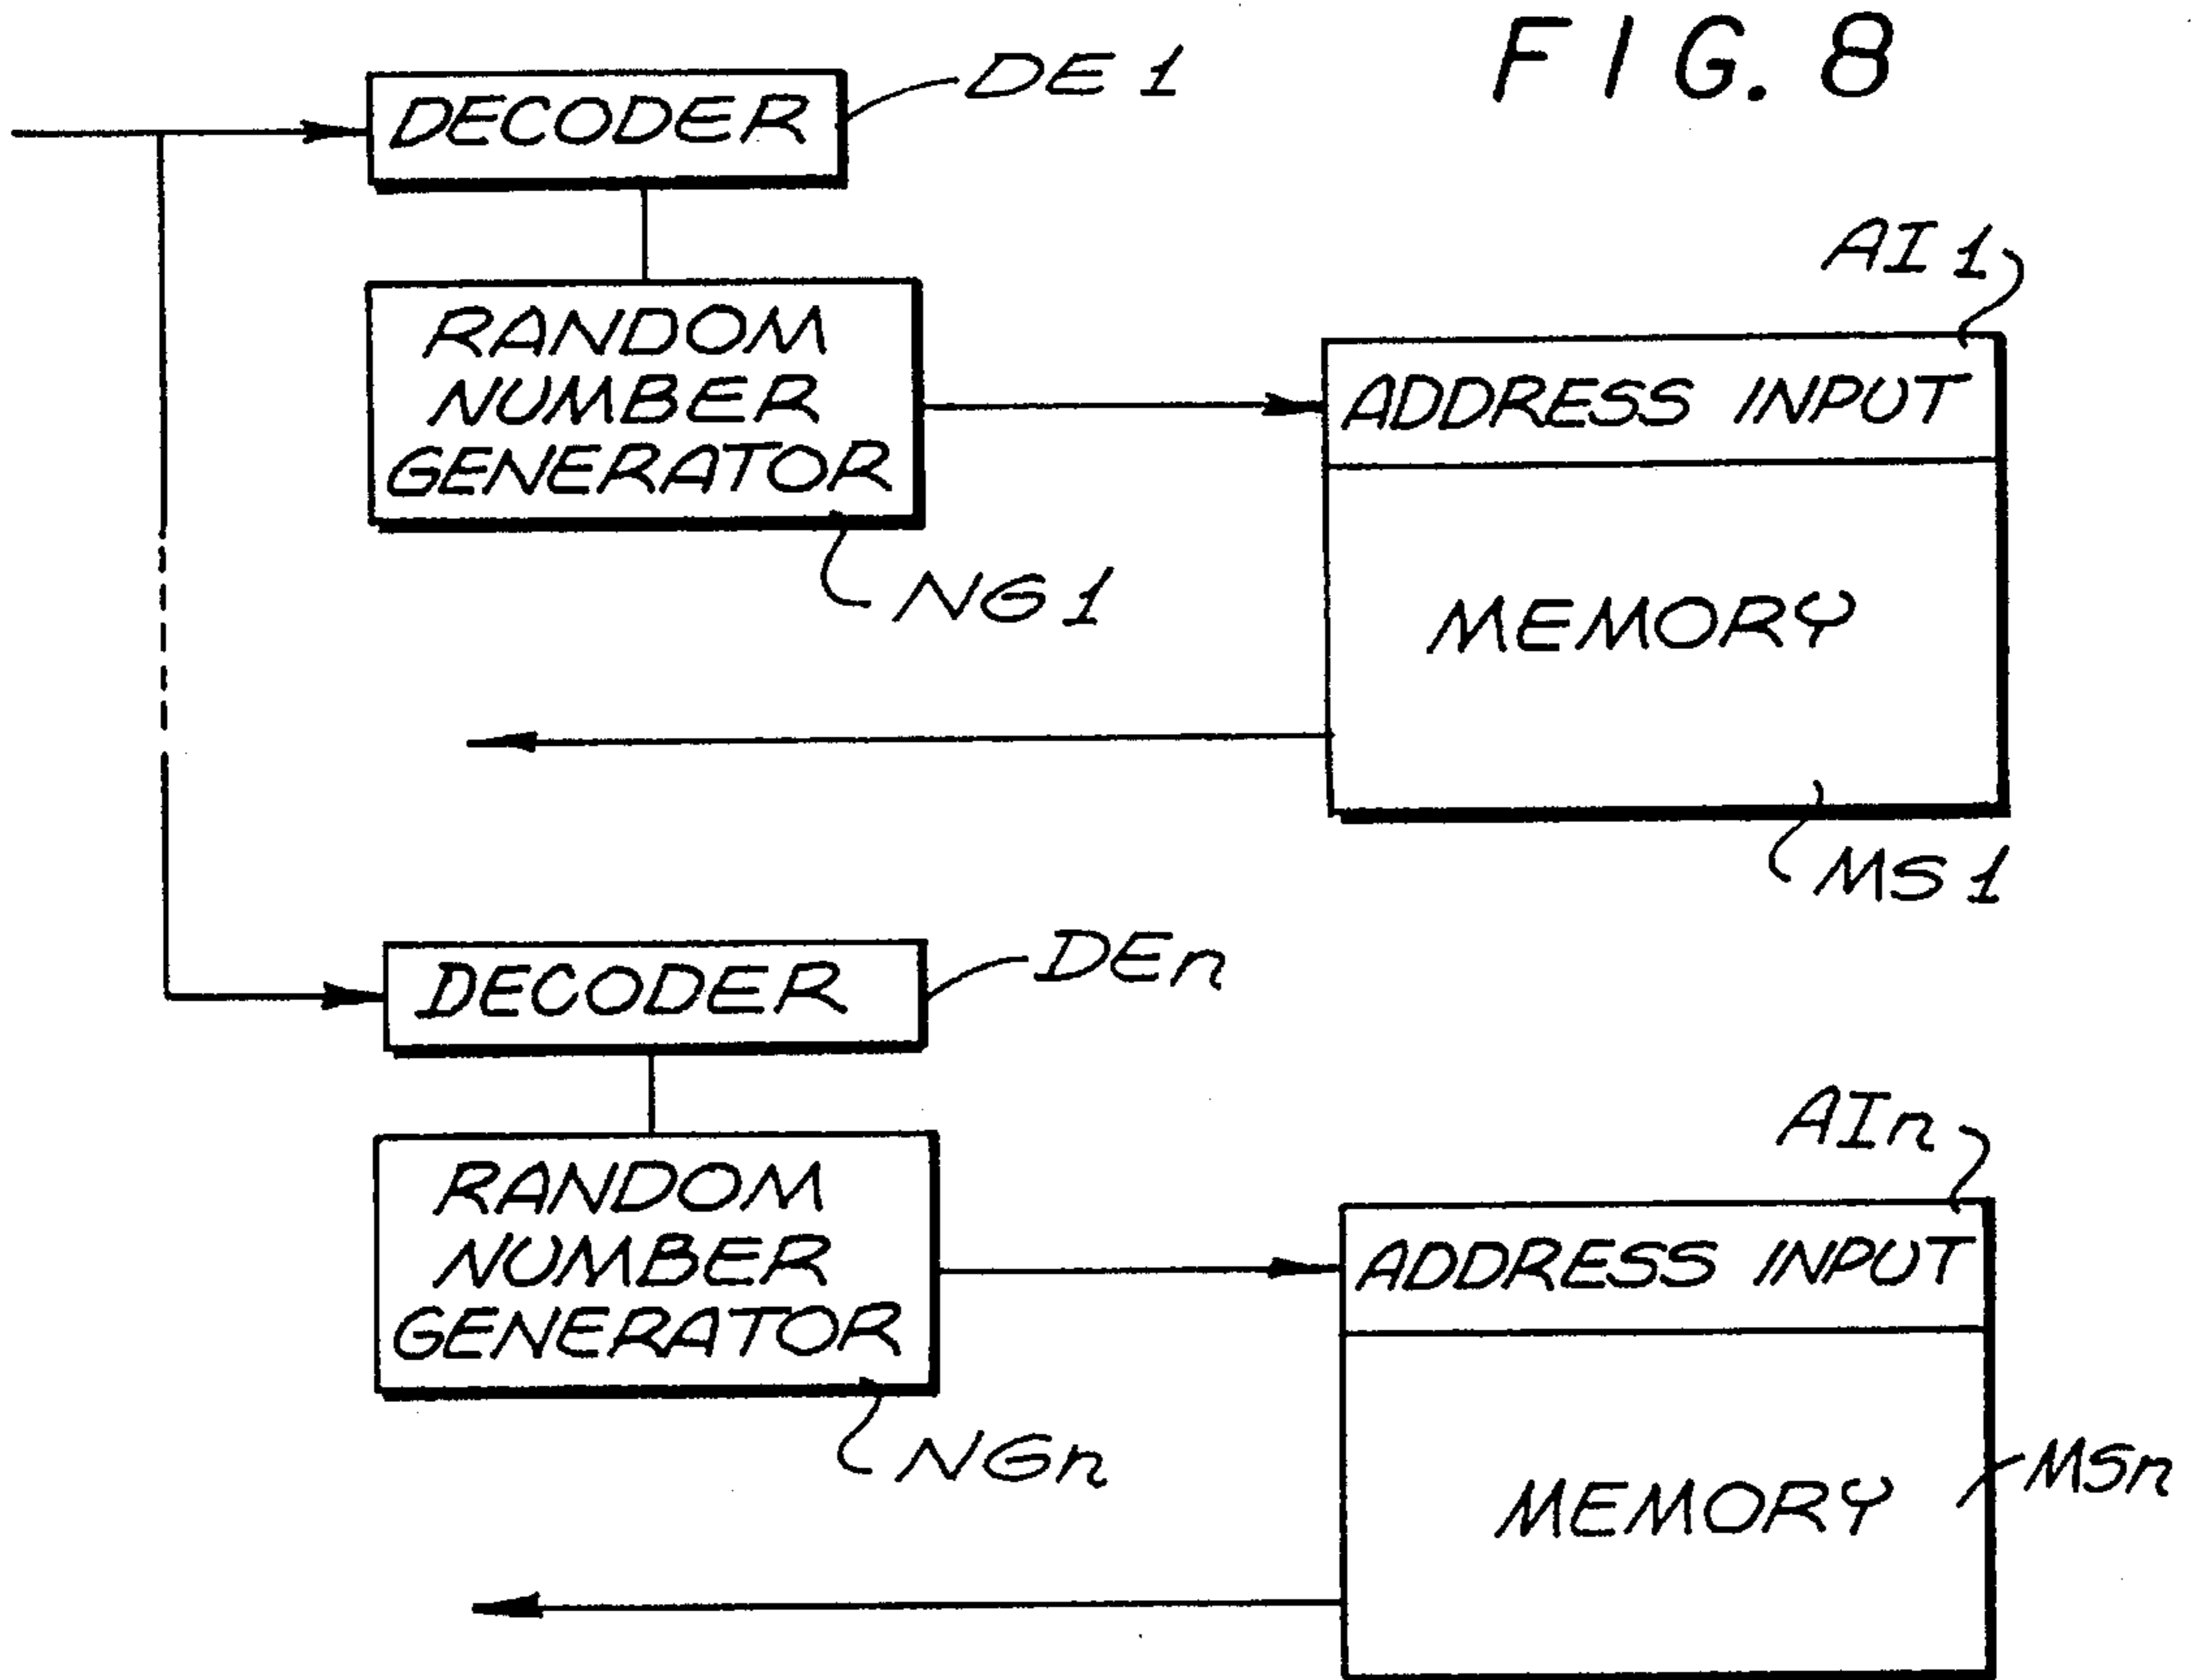 FIG. 8
DECODER
DE 1
RANDOM
NUMBER
GENERATOR
NG 1
AI 1
ADDRESS INPUT
MEMORY
MS 1
DECODER
DEn
RANDOM
NUMBER
GENERATOR
NGn
AIn
ADDRESS INPUT
MEMORY
MSn